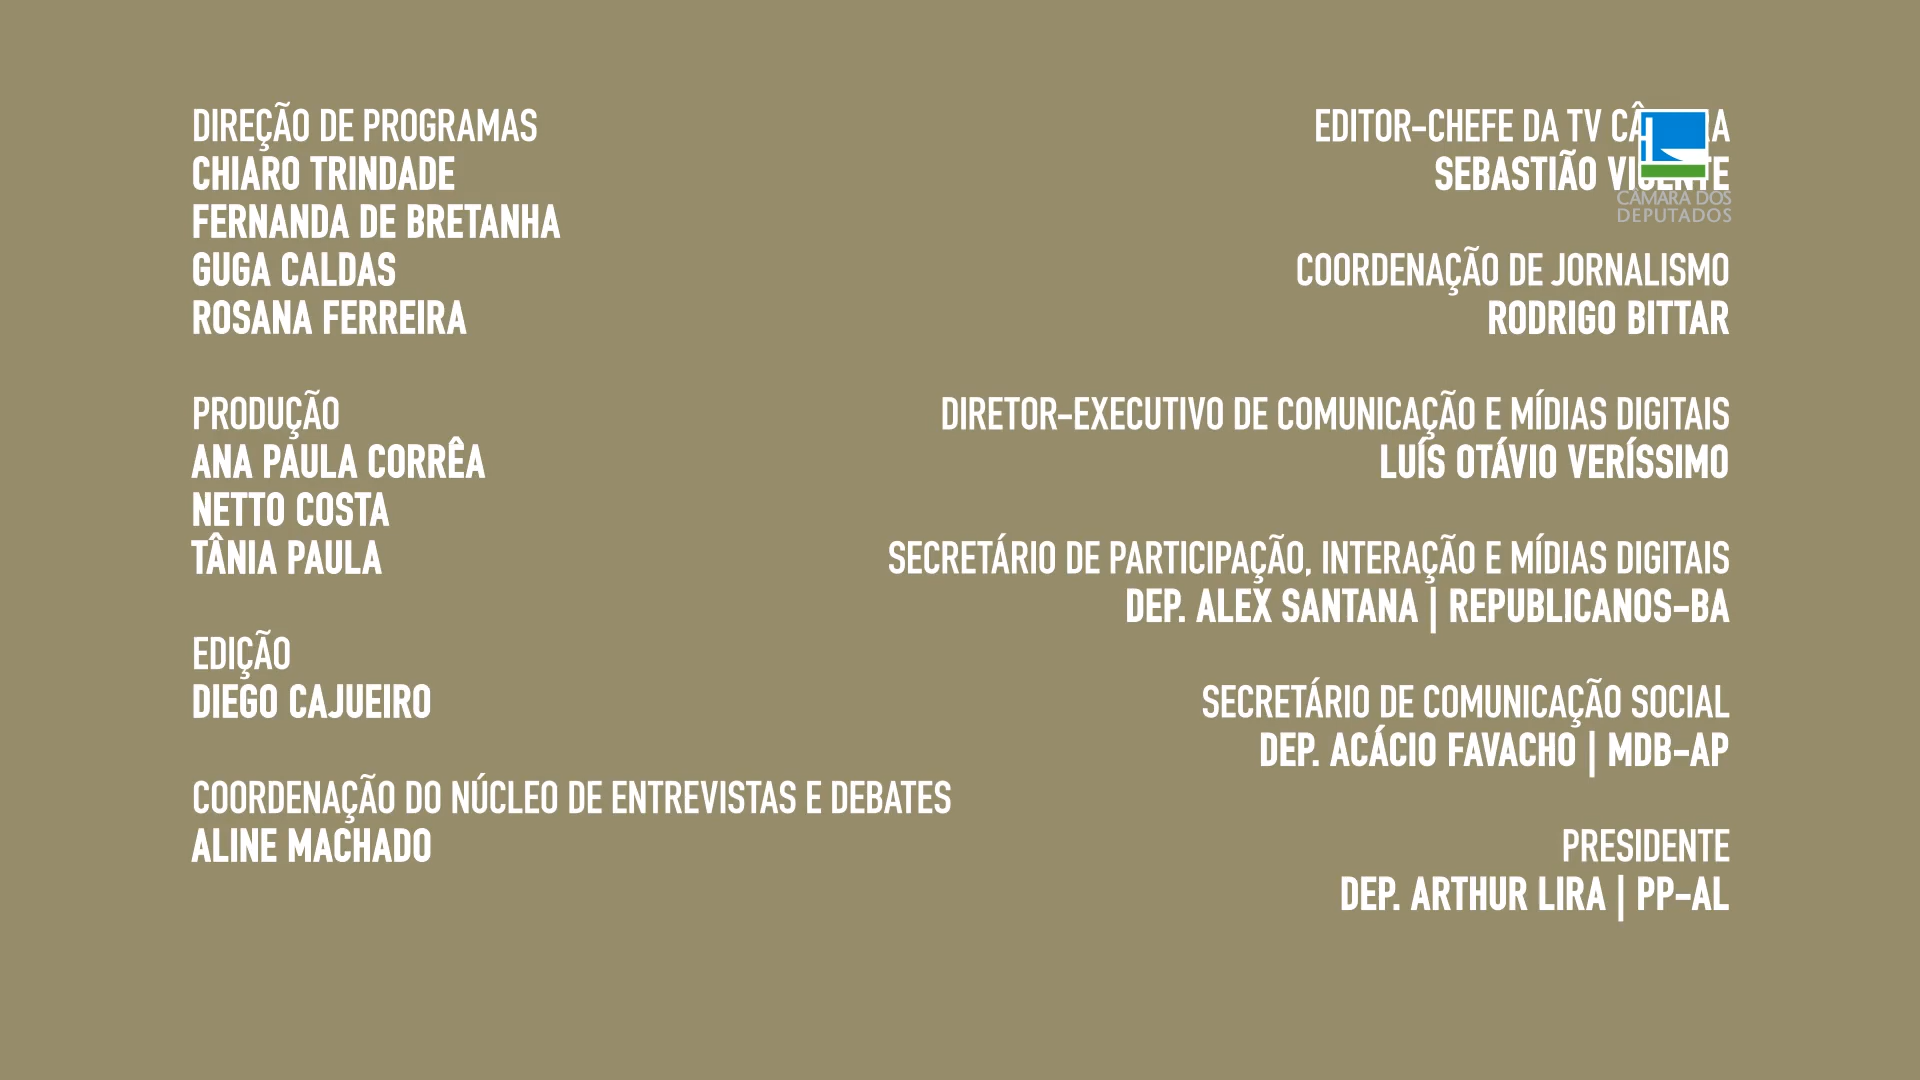 DIREÇÃO DE PROGRAMAS
CHIARO TRINDADE
FERNANDA DE BRETANHA
GUGA CALDAS
ROSANA FERREIRA
PRODUÇÃO
ANA PAULA CORRÊA
NETTO COSTA
TÂNIA PAULA
EDIÇÃO
DIEGO CAJUEIRO
COORDENAÇÃO DO NÚCLEO DE ENTREVISTAS E DEBATES
ALINE MACHADO
EDITOR-CHEFE DA TV CÂMARA
SEBASTIÃO VICENTE
CÂMARA DOS
DEPUTADOS
COORDENAÇÃO DE JORNALISMO
RODRIGO BITTAR
DIRETOR-EXECUTIVO DE COMUNICAÇÃO E MÍDIAS DIGITAIS
LUÍS OTÁVIO VERÍSSIMO
SECRETÁRIO DE PARTICIPAÇÃO, INTERAÇÃO E MÍDIAS DIGITAIS
DEP. ALEX SANTANA | REPUBLICANOS-BA
SECRETÁRIO DE COMUNICAÇÃO SOCIAL
DEP. ACÁCIO FAVACHO | MDB-AP
PRESIDENTE
DEP. ARTHUR LIRA | PP-AL